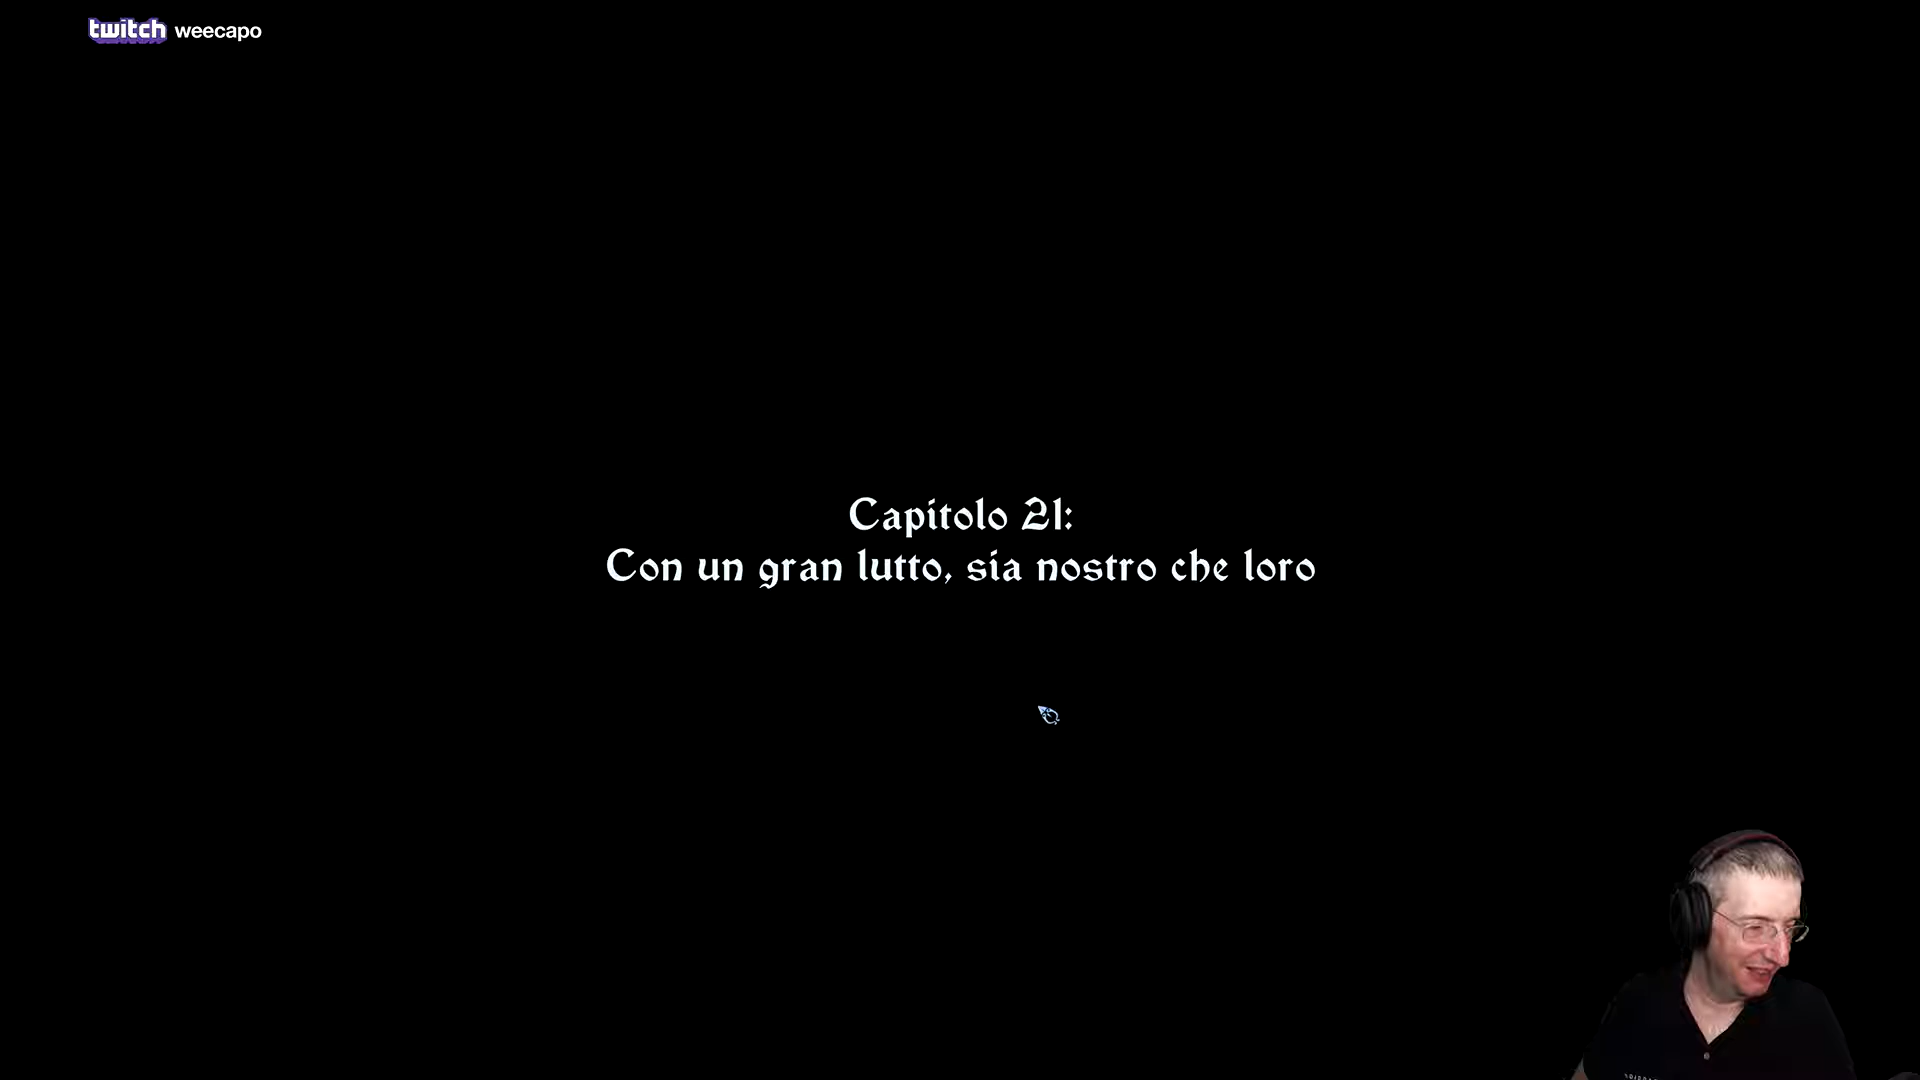 twitch weecapo
Capitolo 21:
Con un gran lutto, sia nostro che loro